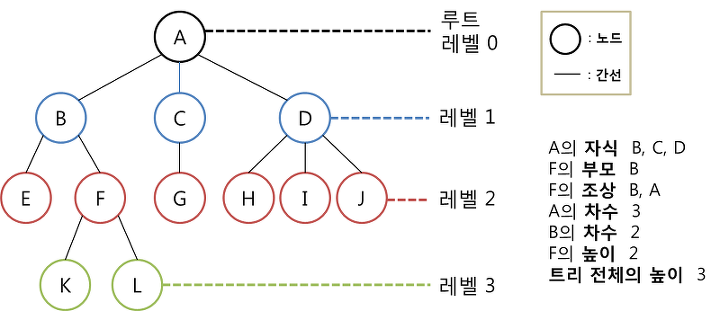 루트
레벨 0
A
: 노드
: 간선
B
C
D
레벨 1
A의 자식 B, C, D
F의 부모 B
F의 조상 B, A
A의 차수 3
B의 차수 2
F의 높이 2
트리 전체의 높이 3
E
F
G
H
I
J
레벨 2
K
L
레벨 3